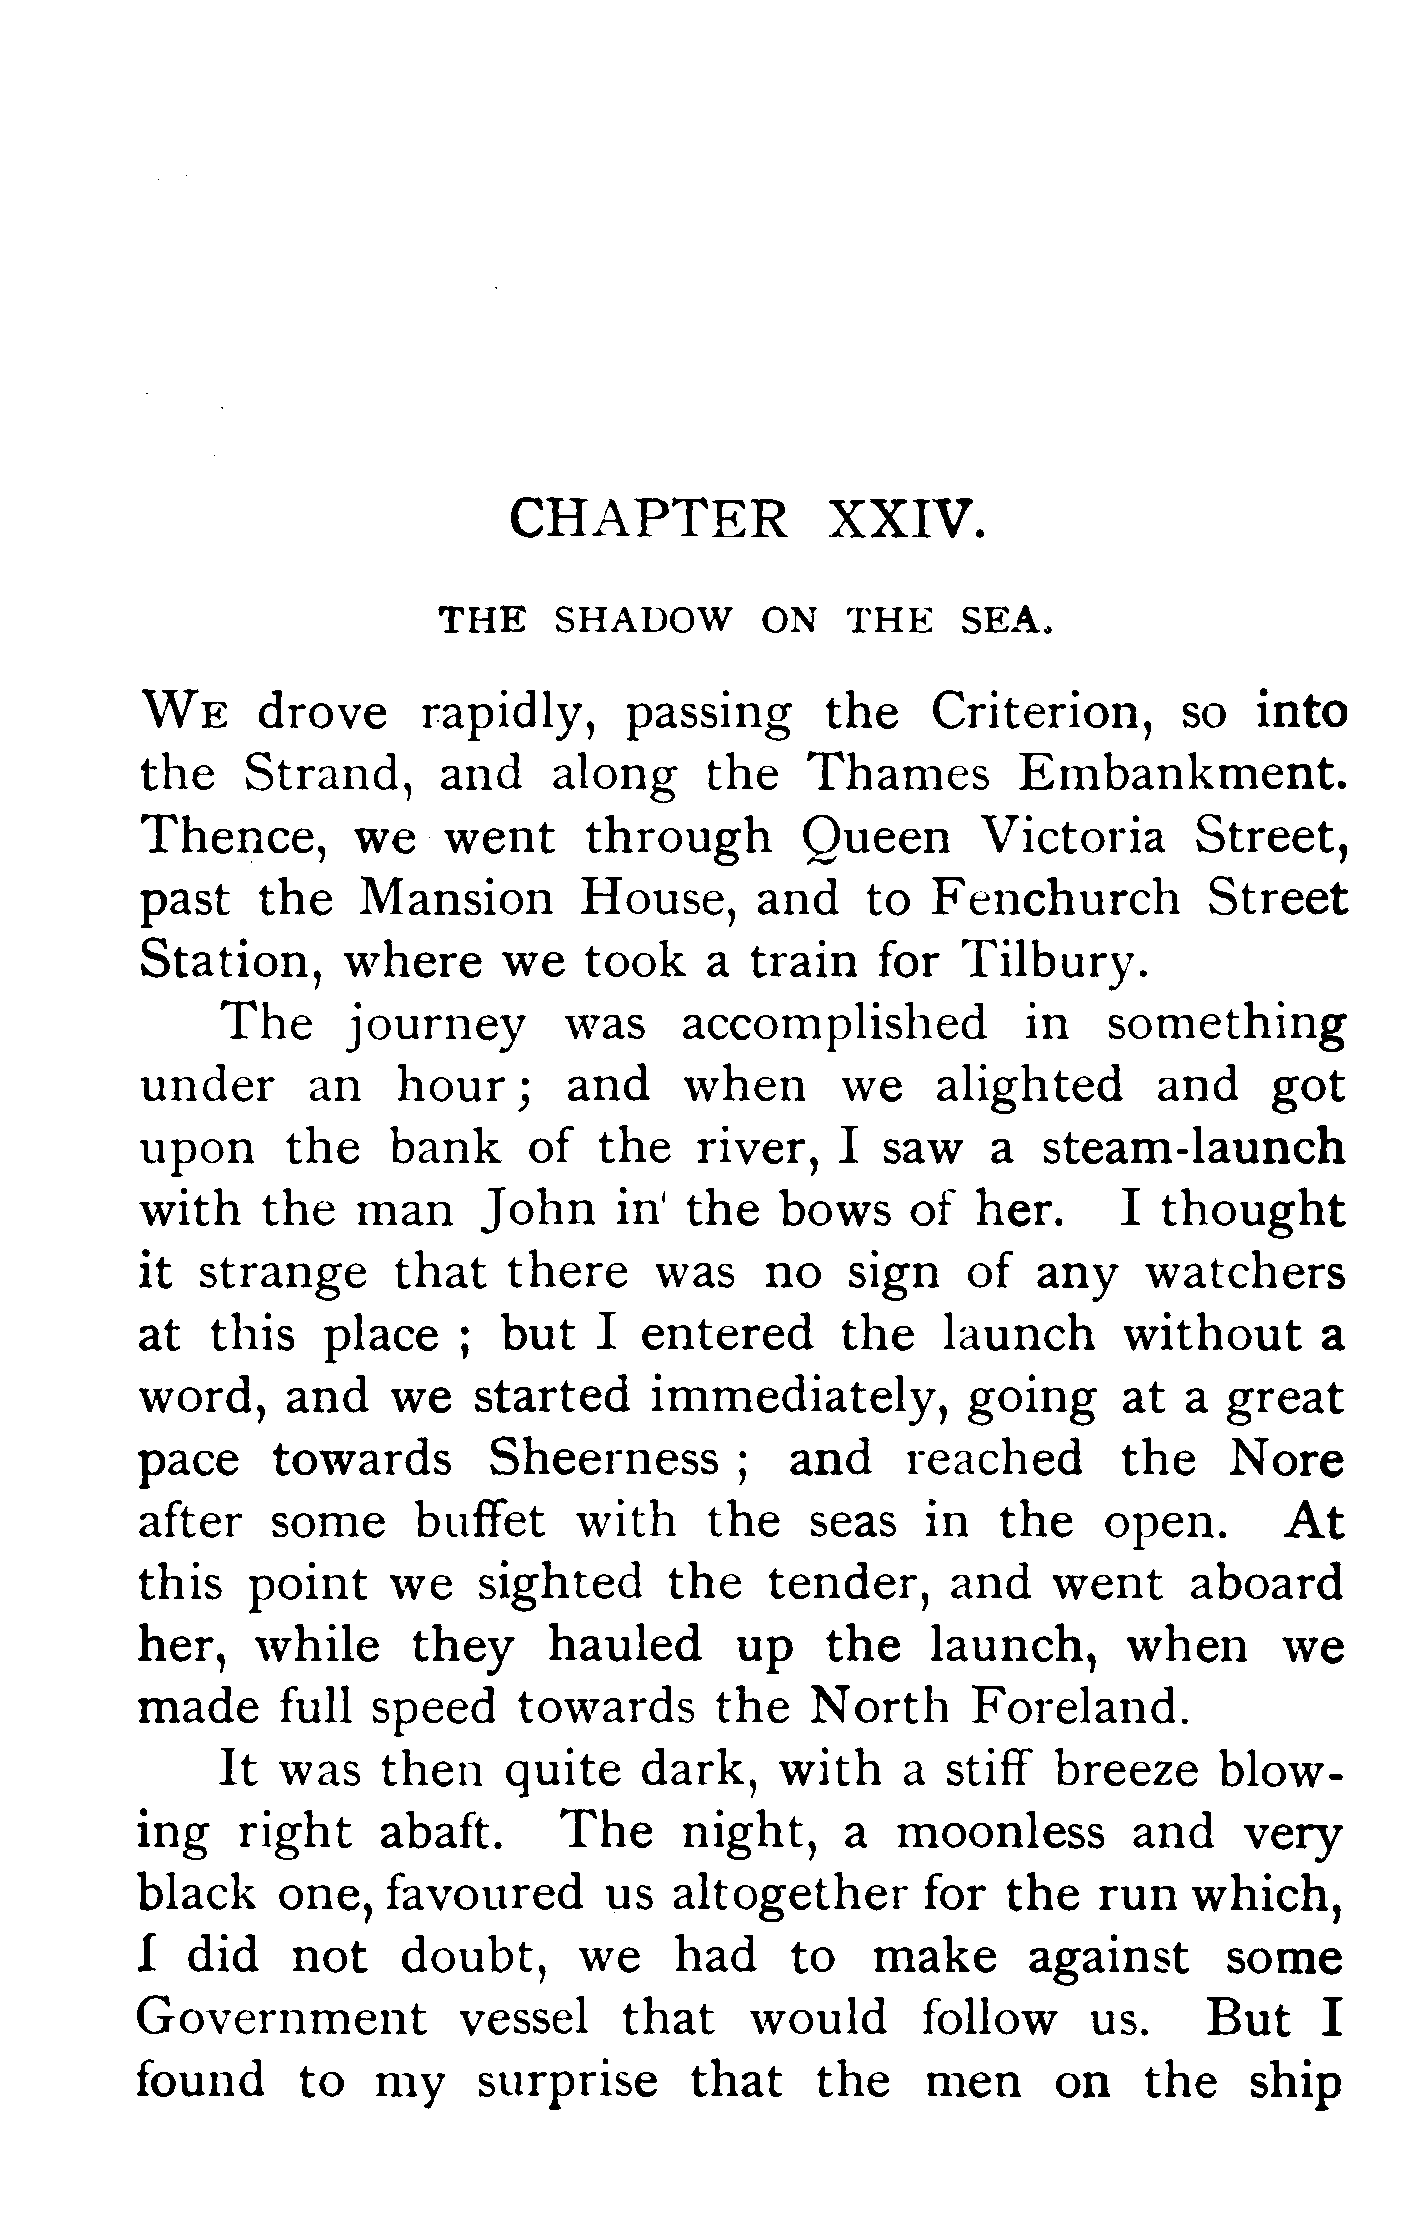 CHAPTER XXIV.
THE SHADOW ON THE SEA.
WE drove rapidly, passing the Criterion, so into
the Strand, and along the Thames Embankment.
Thence, we went through Queen Victoria Street,
past the Mansion House, and to Fenchurch Street
Station, where we took a train for Tilbury.
The journey was accomplished in something
under an hour; and when we alighted and got
upon the bank of the river, I saw a steam-launch
with the man John in' the bows of her. I thought
it strange that there was no sign of any watchers
at this place ; but I entered the launch without a
word, and we started immediately, going at a great
pace towards Sheerness ; and reached the Nore
after some buffet with the seas in the open. At
this point we sighted the tender, and went aboard
her, while they hauled up the launch, when we
made full speed towards the North Foreland.
It was then quite dark, with a stiff breeze blow-
ing right abaft. The night, a moonless and very
black one, favoured us altogether for the run which,
I did not doubt, we had to make against some
Government vessel that would follow us. But I
found to my surprise that the men on the ship